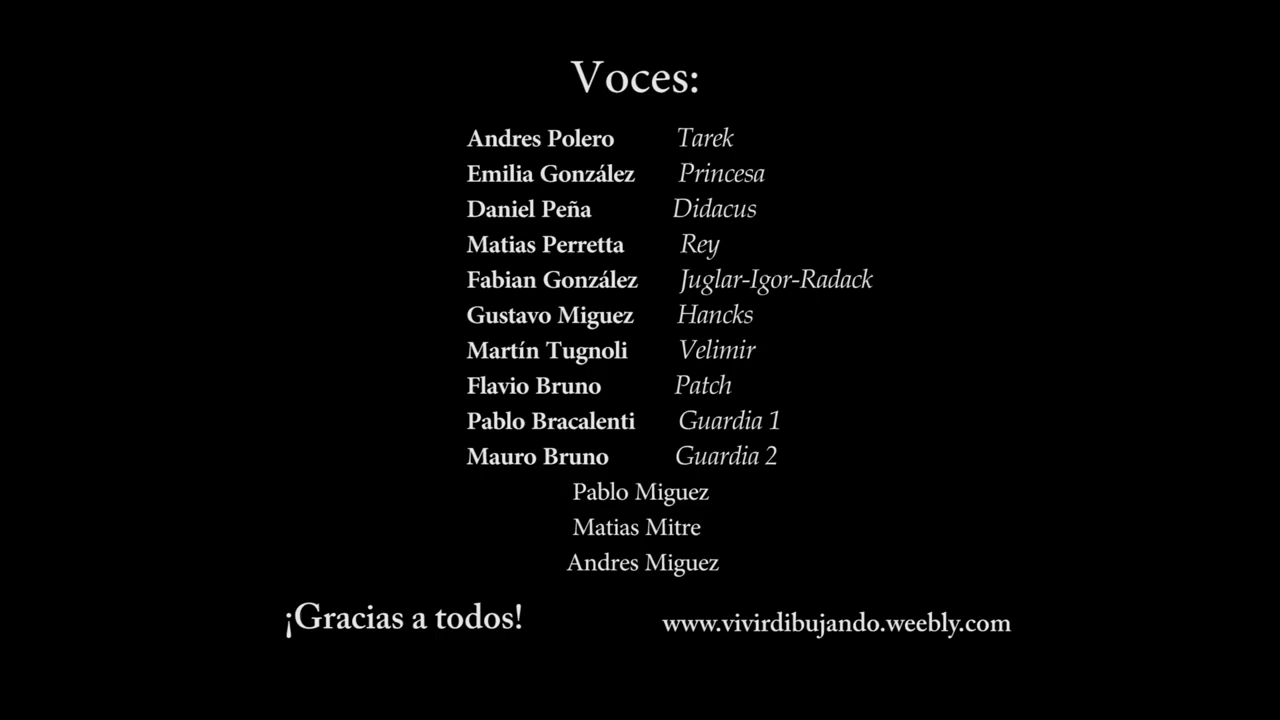 Voces:
Andres Polero Tarek
Emilia González Princesa
Daniel Peña Didacus
Matias Perretta Rey
Fabian González Juglar-Igor-Radack
Gustavo Miguez Hancks
Martín Tugnoli Velimir
Flavio Bruno Patch
Pablo Bracalenti Guardia 1
Mauro Bruno Guardia 2
Pablo Miguez
Matias Mitre
Andres Miguez
¡Gracias a todos! www.vivirdibujando.weebly.com